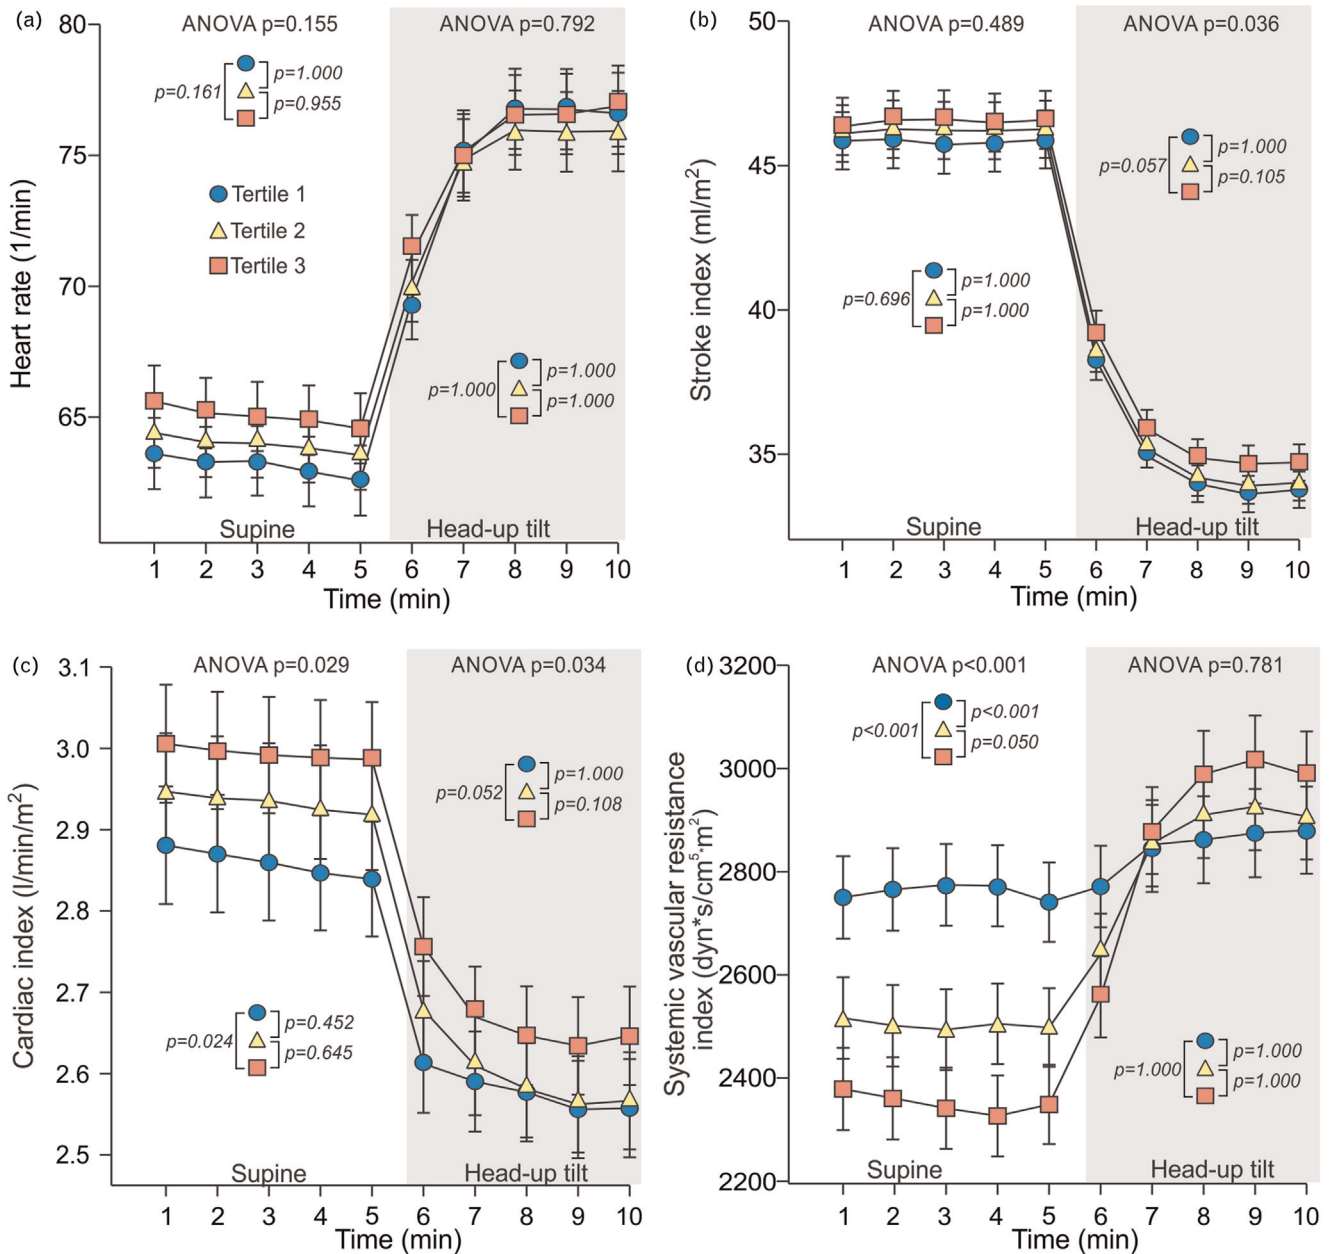 (a)
ANOVA p=0.155
ANOVA p=0.792
80
75
70
65
Heart rate (1/min)
p=0.161
p=1.000
p=0.955
Tertile 1
Tertile 2
Tertile 3
p=1.000
p=1.000
p=1.000
Supine
Head-up tilt
1 2 3 4 5 6 7 8 9 10
Time (min)
(b)
ANOVA p=0.489
ANOVA p=0.036
50
45
40
35
Stroke index (ml/m²)
p=0.057
p=1.000
p=0.105
p=0.696
p=1.000
p=1.000
Supine
Head-up tilt
1 2 3 4 5 6 7 8 9 10
Time (min)
(c)
ANOVA p=0.029
ANOVA p=0.034
3.1
3.0
2.9
2.8
2.7
2.6
2.5
Cardiac index (l/min/m²)
p=0.052
p=1.000
p=0.108
p=0.024
p=0.452
p=0.645
Supine
Head-up tilt
1 2 3 4 5 6 7 8 9 10
Time (min)
(d)
ANOVA p<0.001
ANOVA p=0.781
3200
3000
2800
2600
2400
2200
Systemic vascular resistance
index (dyn*s/cm⁵*m²)
p<0.001
p<0.001
p=0.050
p=1.000
p=1.000
p=1.000
Supine
Head-up tilt
1 2 3 4 5 6 7 8 9 10
Time (min)